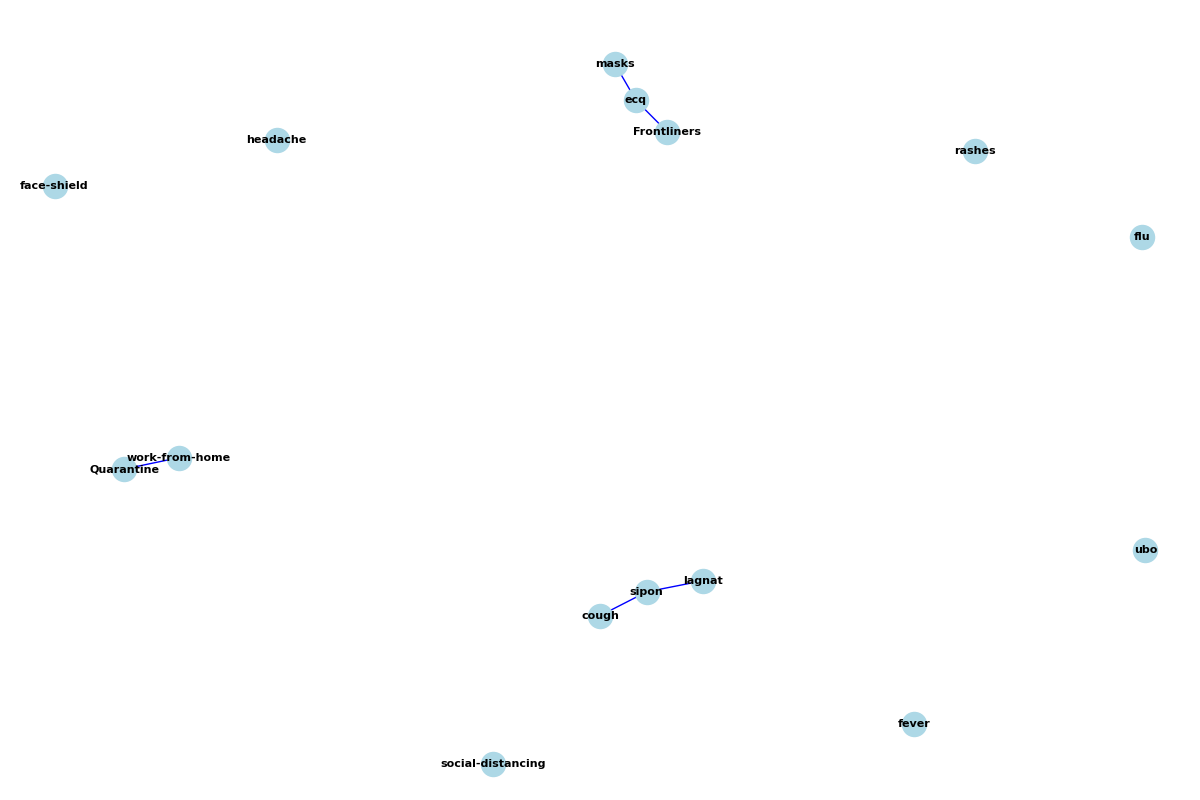 masks
ecq
Frontliners
headache
rashes
face-shield
flu
work-from-home
Quarantine
ubo
lagnat
sipon
cough
fever
social-distancing